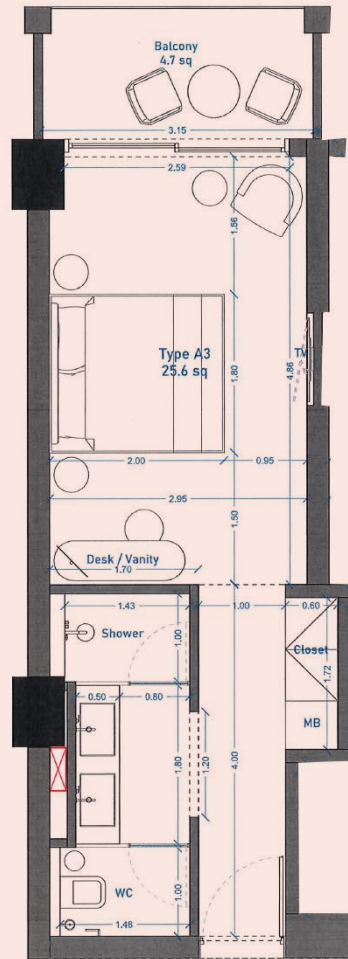 Balcony
4.7 sq
3.15
2.59
1.56
Type A3
25.6 sq
TV
1.80
4.86
2.00
0.95
2.95
1.50
Desk / Vanity
1.70
1.43
1.00
0.60
Shower
1.00
Closet
1.72
0.50
0.60
MB
1.80
1.20
4.00
WC
1.00
1.48